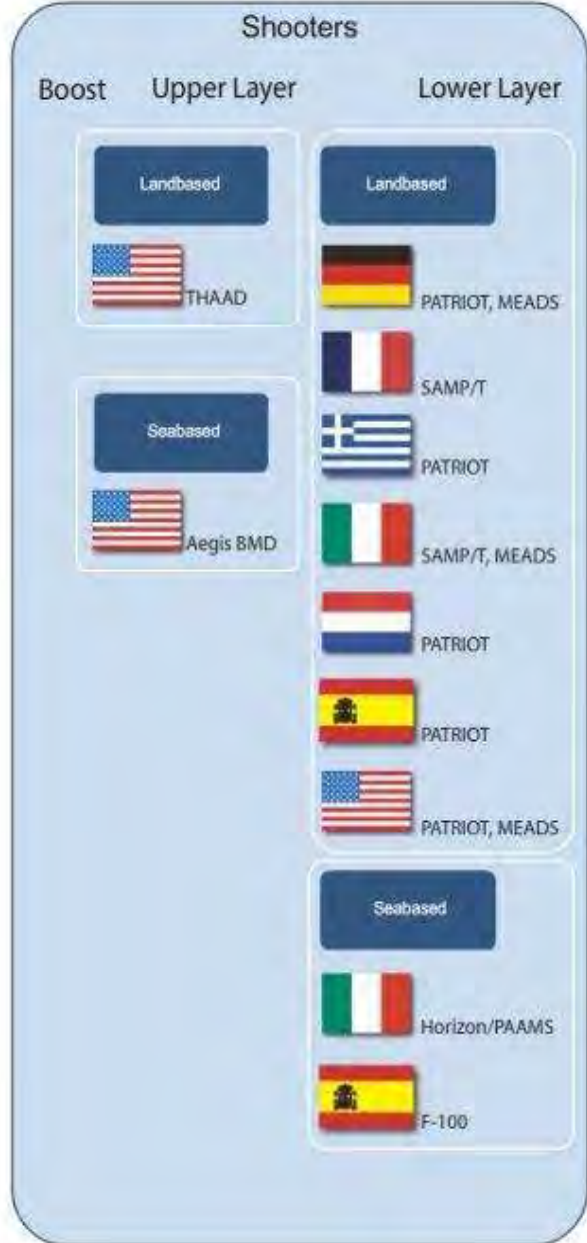 Shooters
Boost Upper Layer Lower Layer
Landbased
THAAD
Seabased
Aegis BMD
Landbased
PATRIOT, MEADS
SAMP/T
PATRIOT
SAMP/T, MEADS
PATRIOT
PATRIOT
PATRIOT, MEADS
Seabased
Horizon/PAAMS
F-100